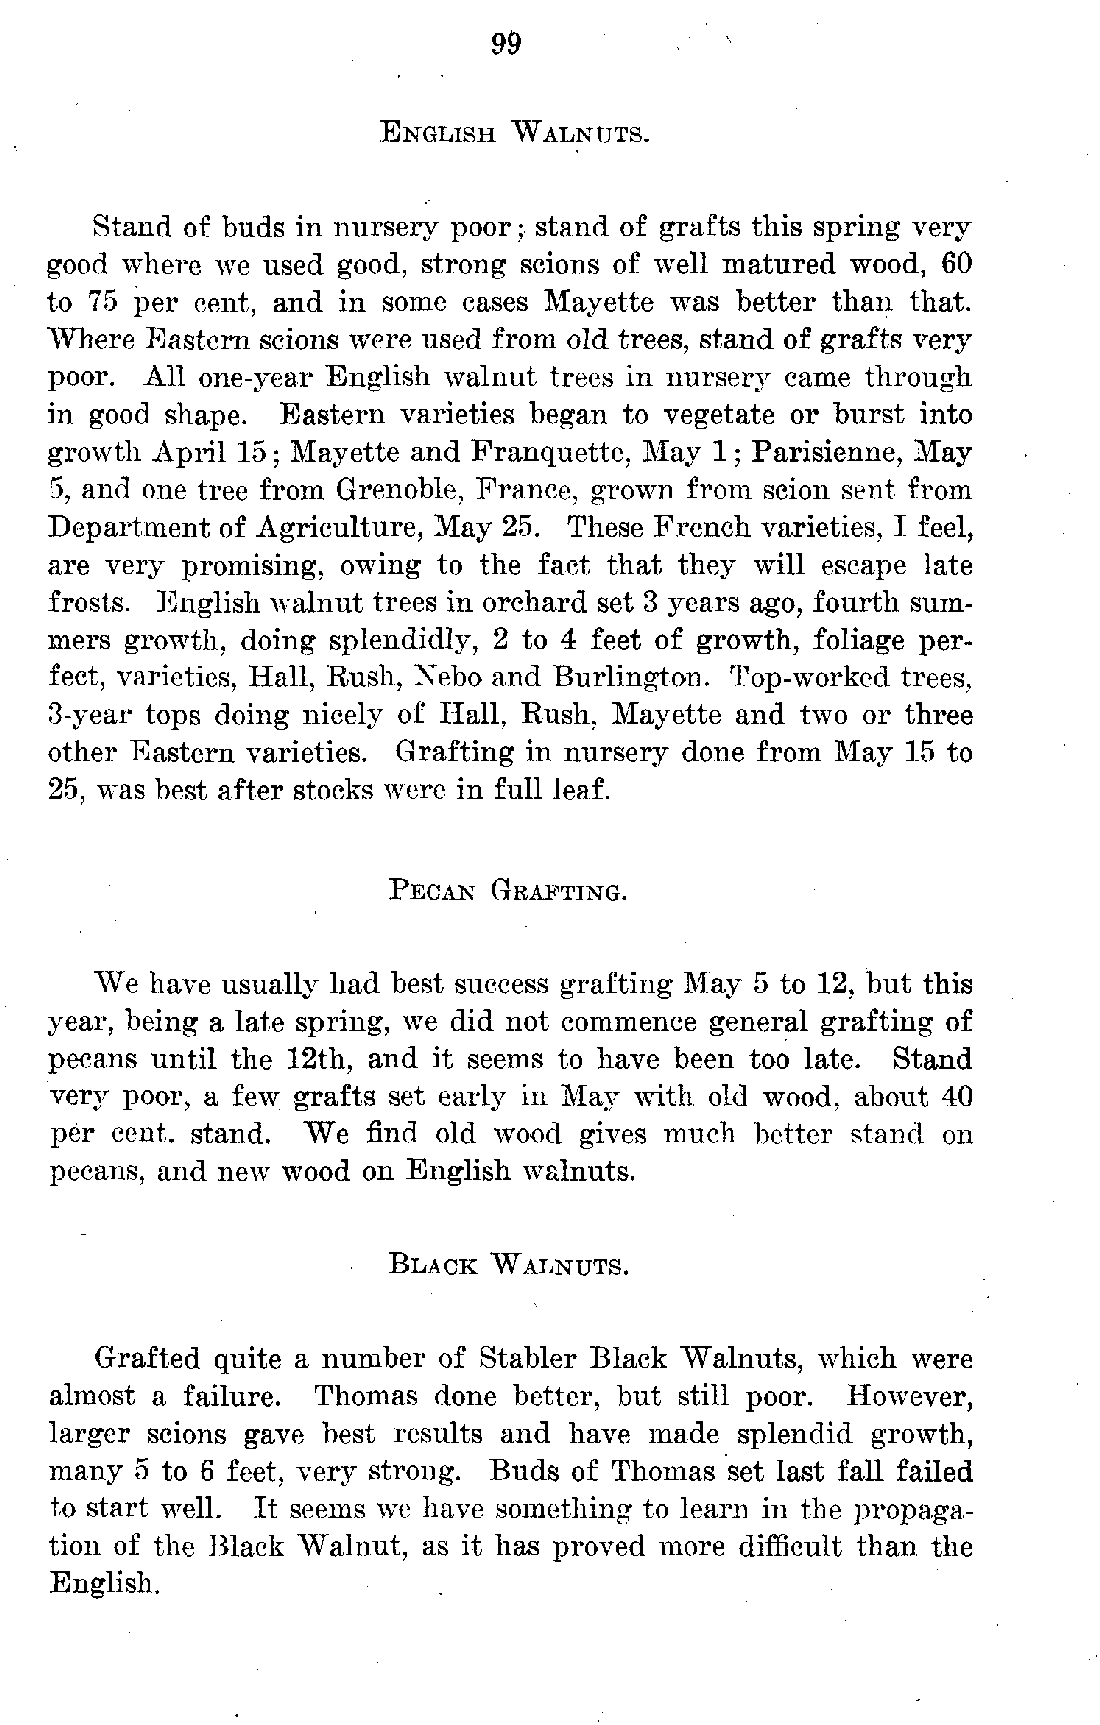 99
ENGLISH WALNUTS.
Stand of buds in nursery poor; stand of grafts this spring very
good where we used good, strong scions of well matured wood, 60
to 75 per cent, and in some cases Mayette was better than that.
Where Eastern scions were used from old trees, stand of grafts very
poor. All one-year English walnut trees in nursery came through
in good shape. Eastern varieties began to vegetate or burst into
growth April 15; Mayette and Franquette, May 1; Parisienne, May
5, and one tree from Grenoble, France, grown from scion sent from
Department of Agriculture, May 25. These French varieties, I feel,
are very promising, owing to the fact that they will escape late
frosts. English walnut trees in orchard set 3 years ago, fourth sum-
mers growth, doing splendidly, 2 to 4 feet of growth, foliage per-
fect, varieties, Hall, Rush, Nebo and Burlington. Top-worked trees,
3-year tops doing nicely of Hall, Rush, Mayette and two or three
other Eastern varieties. Grafting in nursery done from May 15 to
25, was best after stocks were in full leaf.
PECAN GRAFTING.
We have usually had best success grafting May 5 to 12, but this
year, being a late spring, we did not commence general grafting of
pecans until the 12th, and it seems to have been too late. Stand
very poor, a few grafts set early in May with old wood, about 40
per cent. stand. We find old wood gives much better stand on
pecans, and new wood on English walnuts.
BLACK WALNUTS.
Grafted quite a number of Stabler Black Walnuts, which were
almost a failure. Thomas done better, but still poor. However,
larger scions gave best results and have made splendid growth,
many 5 to 6 feet, very strong. Buds of Thomas set last fall failed
to start well. It seems we have something to learn in the propaga-
tion of the Black Walnut, as it has proved more difficult than the
English.